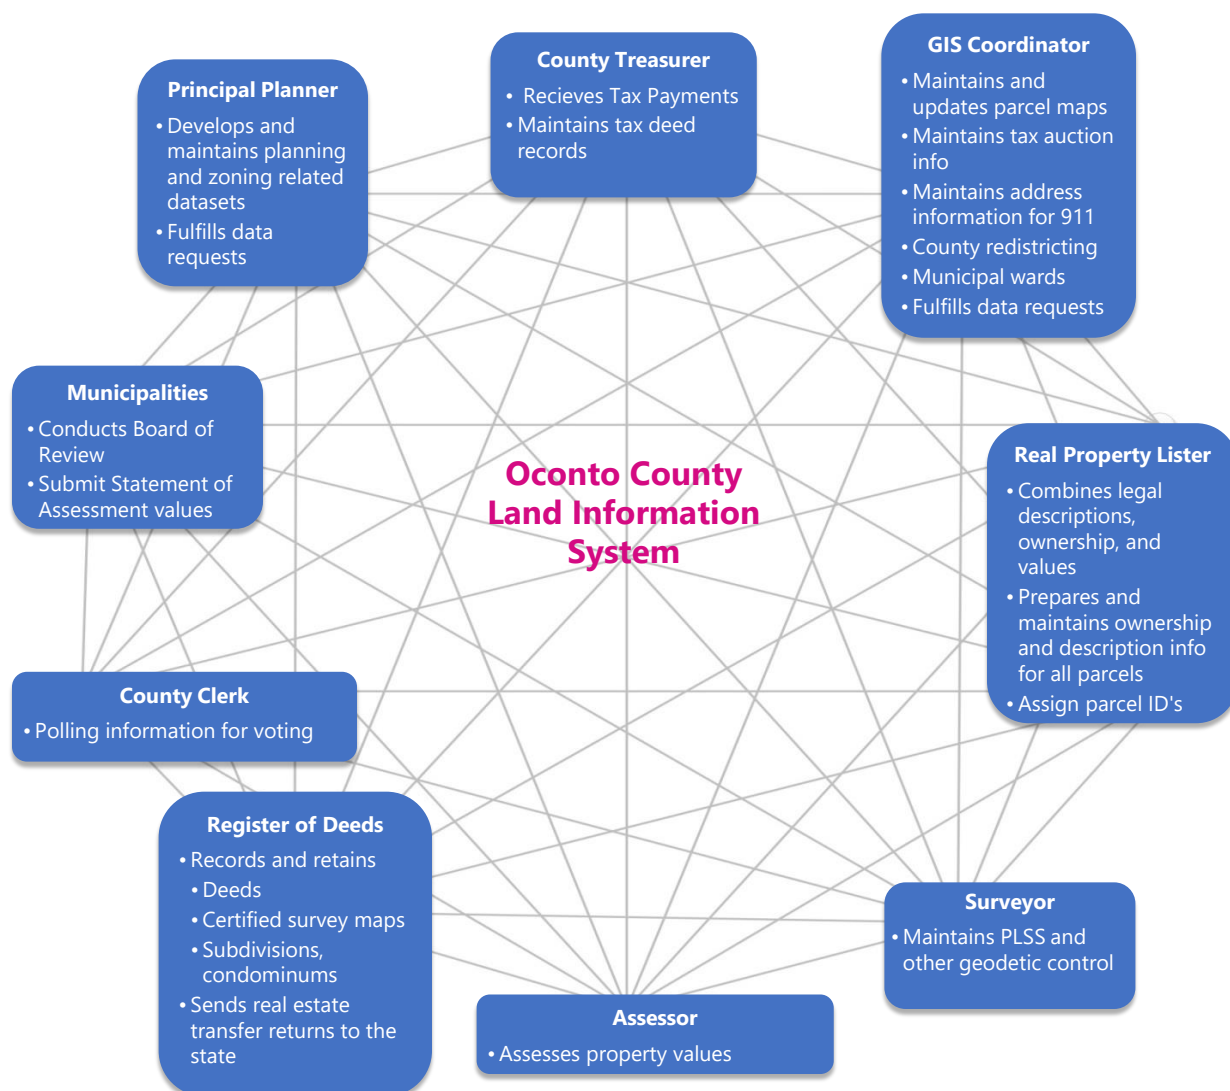 Principal Planner
• Develops and
maintains planning
and zoning related
datasets
• Fulfills data
requests
County Treasurer
• Recieves Tax Payments
• Maintains tax deed
records
GIS Coordinator
• Maintains and
updates parcel maps
• Maintains tax auction
info
• Maintains address
information for 911
• County redistricting
• Municipal wards
• Fulfills data requests
Municipalities
• Conducts Board of
Review
• Submit Statement of
Assessment values
Oconto County
Land Information
System
Real Property Lister
• Combines legal
descriptions,
ownership, and
values
• Prepares and
maintains ownership
and description info
for all parcels
• Assign parcel ID's
County Clerk
• Polling information for voting
Register of Deeds
• Records and retains
• Deeds
• Certified survey maps
• Subdivisions,
condominums
• Sends real estate
transfer returns to the
state
Assessor
• Assesses property values
Surveyor
• Maintains PLSS and
other geodetic control